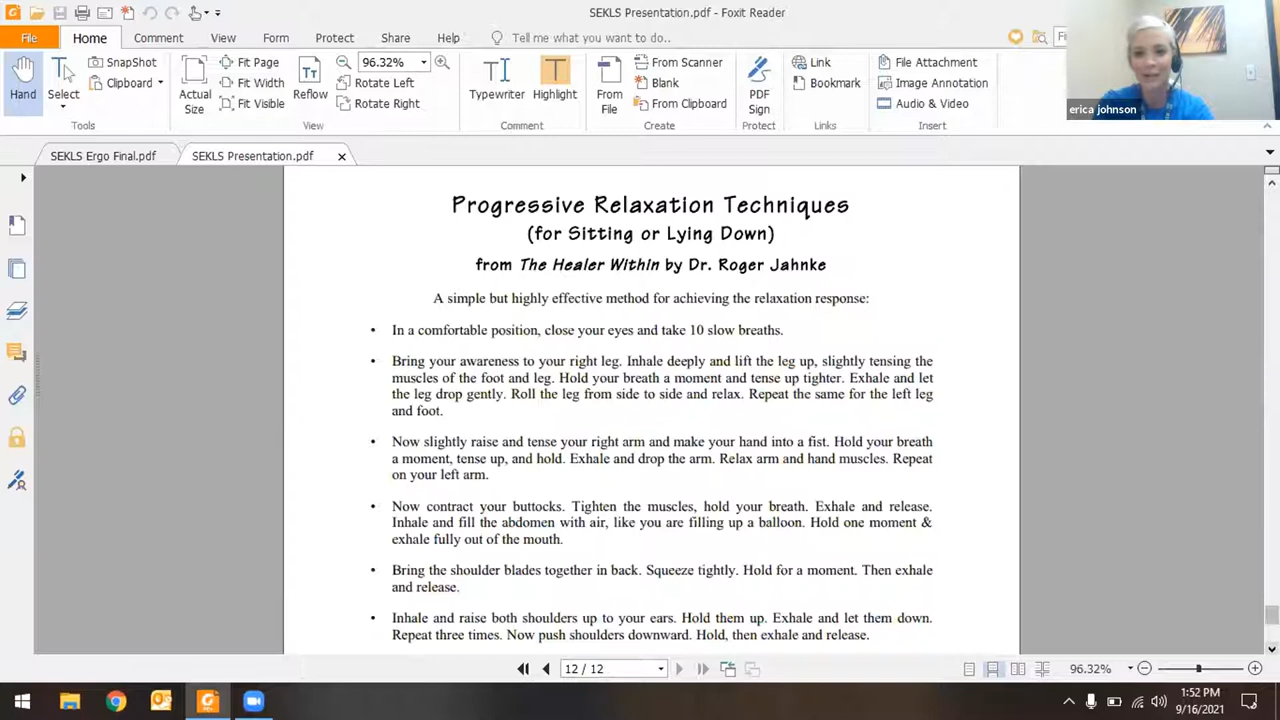 SEKLS Presentation.pdf - Foxit Reader
File
Home
Comment
View
Form
Protect
Share
Help
Tell me what you want to do..
Hand
Select
SnapShot
Clipboard
Tools
Actual Size
Fit Page
Fit Width
Fit Visible
Reflow
96.32%
Rotate Left
Rotate Right
View
Typewriter
Highlight
Comment
From File
From Scanner
Blank
From Clipboard
Create
PDF Sign
Protect
Link
Bookmark
Links
File Attachment
Image Annotation
Audio & Video
Insert
erica johnson
SEKLS Ergo Final.pdf
SEKLS Presentation.pdf
Progressive Relaxation Techniques
(for Sitting or Lying Down)
from The Healer Within by Dr. Roger Jahnke
A simple but highly effective method for achieving the relaxation response:
• In a comfortable position, close your eyes and take 10 slow breaths.
• Bring your awareness to your right leg. Inhale deeply and lift the leg up, slightly tensing the
muscles of the foot and leg. Hold your breath a moment and tense up tighter. Exhale and let
the leg drop gently. Roll the leg from side to side and relax. Repeat the same for the left leg
and foot.
• Now slightly raise and tense your right arm and make your hand into a fist. Hold your breath
a moment, tense up, and hold. Exhale and drop the arm. Relax arm and hand muscles. Repeat
on your left arm.
• Now contract your buttocks. Tighten the muscles, hold your breath. Exhale and release.
Inhale and fill the abdomen with air, like you are filling up a balloon. Hold one moment &
exhale fully out of the mouth.
• Bring the shoulder blades together in back. Squeeze tightly. Hold for a moment. Then exhale
and release.
• Inhale and raise both shoulders up to your ears. Hold them up. Exhale and let them down.
Repeat three times. Now push shoulders downward. Hold, then exhale and release.
12 / 12
96.32%
1:52 PM
9/16/2021